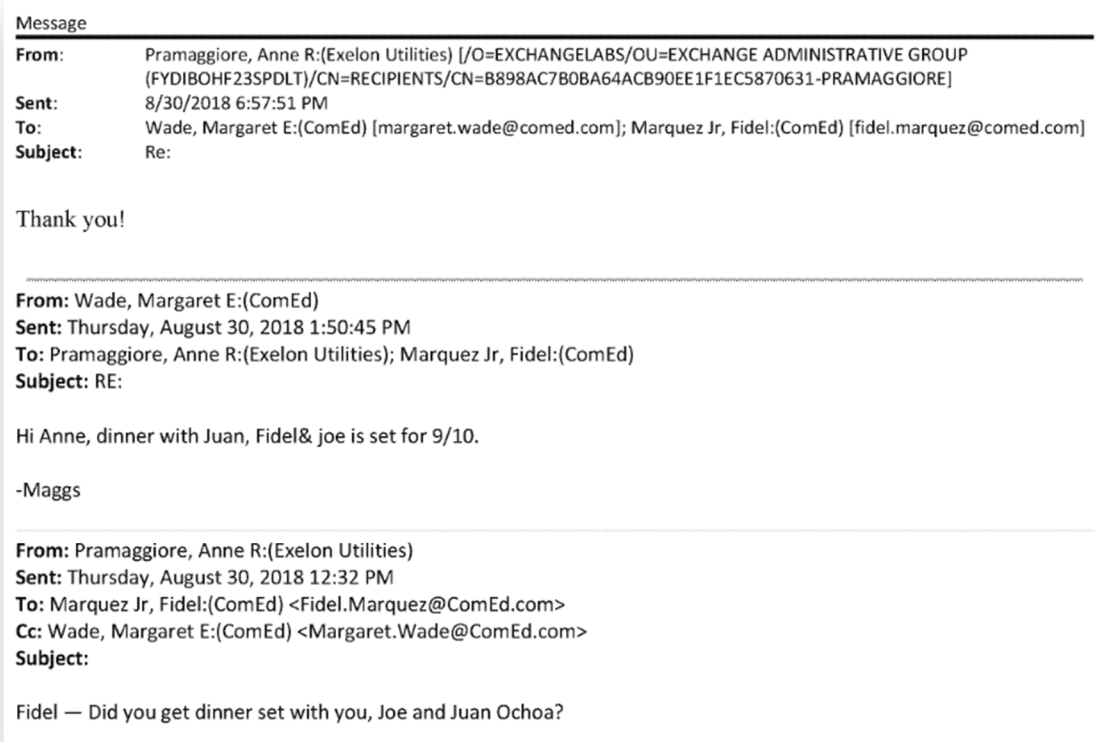 Message
From: Pramaggiore, Anne R:(Exelon Utilities) [/O=EXCHANGELABS/OU=EXCHANGE ADMINISTRATIVE GROUP
(FYDIBOHF23SPDLT)/CN=RECIPIENTS/CN=B898AC7B0BA64ACB90EE1F1EC5870631-PRAMAGGIORE]
Sent: 8/30/2018 6:57:51 PM
To: Wade, Margaret E:(ComEd) [margaret.wade@comed.com]; Marquez Jr, Fidel:(ComEd) [fidel.marquez@comed.com]
Subject: Re:
Thank you!
From: Wade, Margaret E:(ComEd)
Sent: Thursday, August 30, 2018 1:50:45 PM
To: Pramaggiore, Anne R:(Exelon Utilities); Marquez Jr, Fidel:(ComEd)
Subject: RE:
Hi Anne, dinner with Juan, Fidel& joe is set for 9/10.
-Maggs
From: Pramaggiore, Anne R:(Exelon Utilities)
Sent: Thursday, August 30, 2018 12:32 PM
To: Marquez Jr, Fidel:(ComEd) <Fidel.Marquez@ComEd.com>
Cc: Wade, Margaret E:(ComEd) <Margaret.Wade@ComEd.com>
Subject:
Fidel — Did you get dinner set with you, Joe and Juan Ochoa?